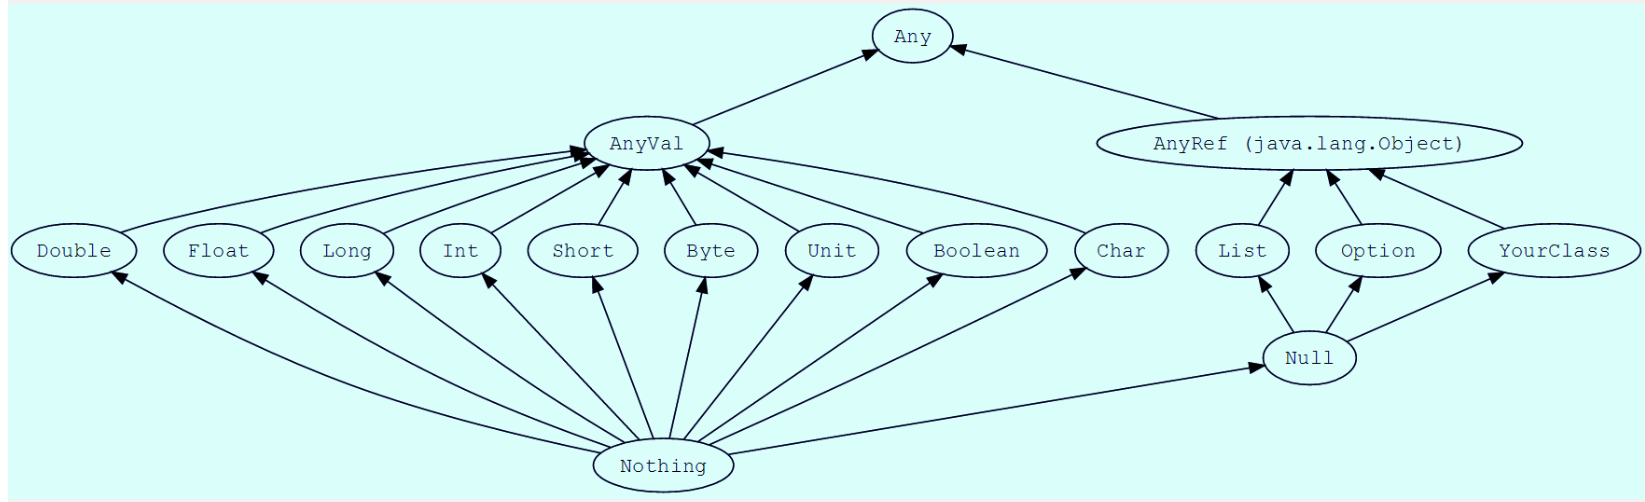 Any
AnyVal
AnyRef (java.lang.Object)
Double
Float
Long
Int
Short
Byte
Unit
Boolean
Char
List
Option
YourClass
Null
Nothing